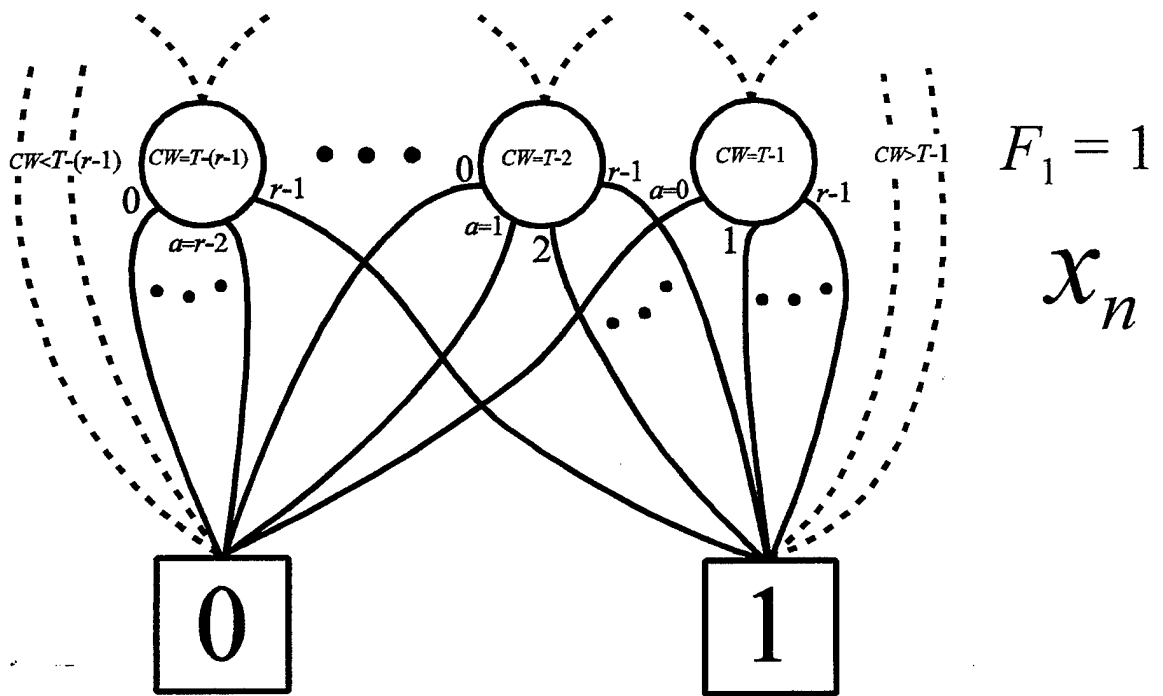 CW<T-(r-1) CW=T-(r-1) CW=T-2 CW=T-1 CW>T-1 F₁ = 1
0 r-1 0 r-1 a=0 r-1
a=r-2 a=1 2 1
xₙ
0 1